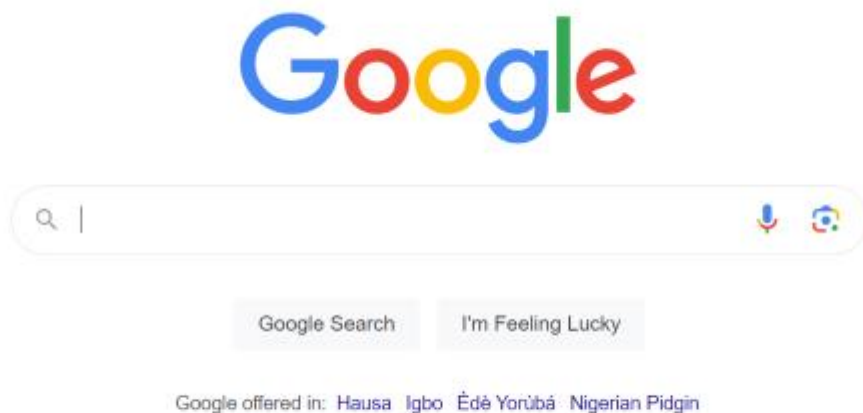 Google
Google Search I'm Feeling Lucky
Google offered in: Hausa Igbo Èdè Yorùbá Nigerian Pidgin